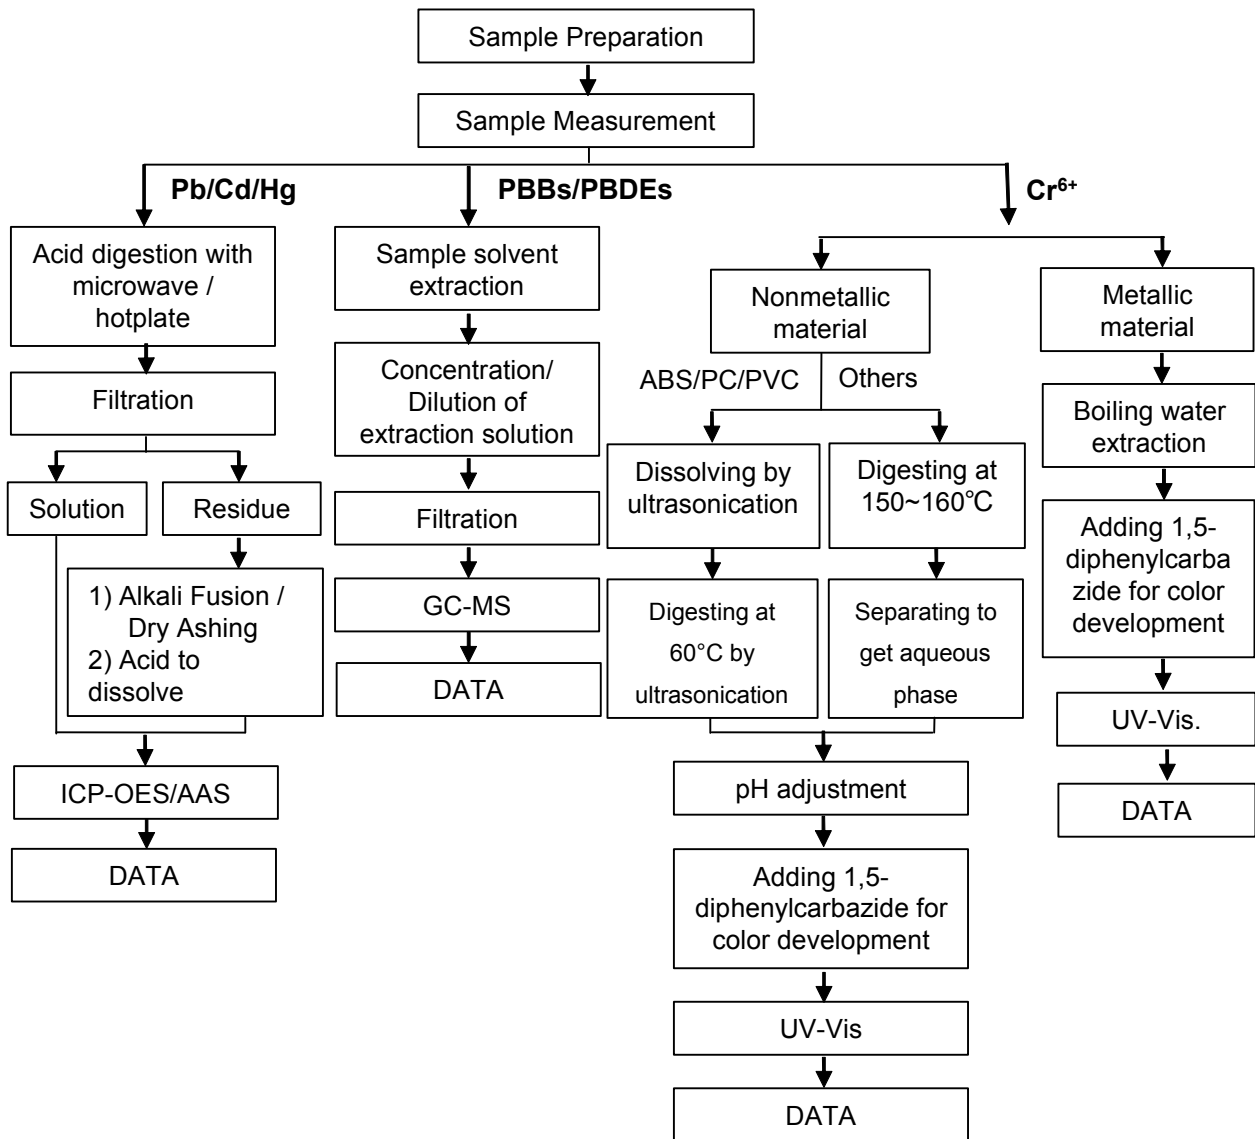 Sample Preparation
Sample Measurement
Pb/Cd/Hg
PBBs/PBDEs
Cr⁶⁺
Acid digestion with
microwave /
hotplate
Filtration
Solution
Residue
1) Alkali Fusion /
Dry Ashing
2) Acid to
dissolve
ICP-OES/AAS
DATA
Sample solvent
extraction
Concentration/
Dilution of
extraction solution
Filtration
GC-MS
DATA
Nonmetallic
material
ABS/PC/PVC
Others
Dissolving by
ultrasonication
Digesting at
60°C by
ultrasonication
Digesting at
150~160℃
Separating to
get aqueous
phase
pH adjustment
Adding 1,5-
diphenylcarbazide for
color development
UV-Vis
DATA
Metallic
material
Boiling water
extraction
Adding 1,5-
diphenylcarba
zide for color
development
UV-Vis.
DATA